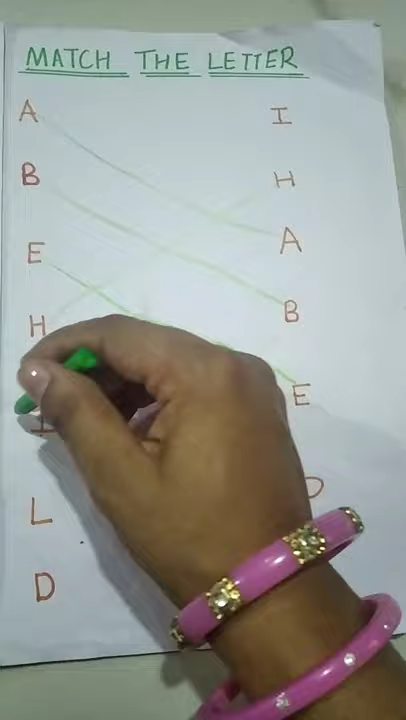 MATCH THE LETTER
A I
B H
E A
H B
I E
L D
D